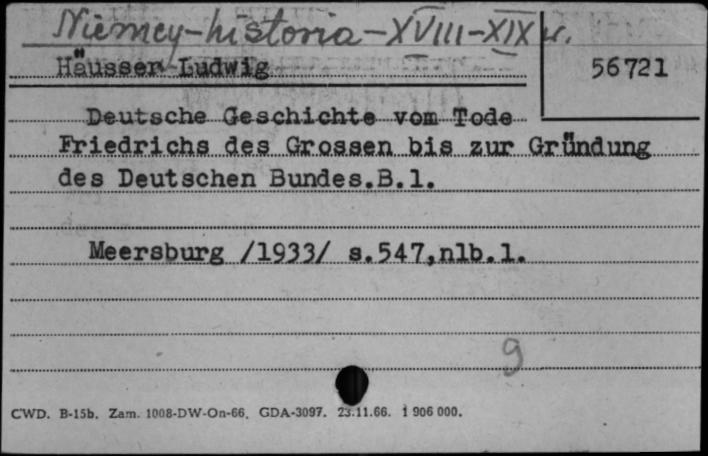 Niemcy-historia-XVIII-XIX w.
Häusser Ludwig
56721
Deutsche Geschichte vom Tode
Friedrichs des Grossen bis zur Gründung
des Deutschen Bundes.B.1.
Meersburg /1933/ s.547,nlb.1.
9
CWD. B-15b. Zam. 1008-DW-On-66. GDA-3097. 23.11.66. 1 906 000.